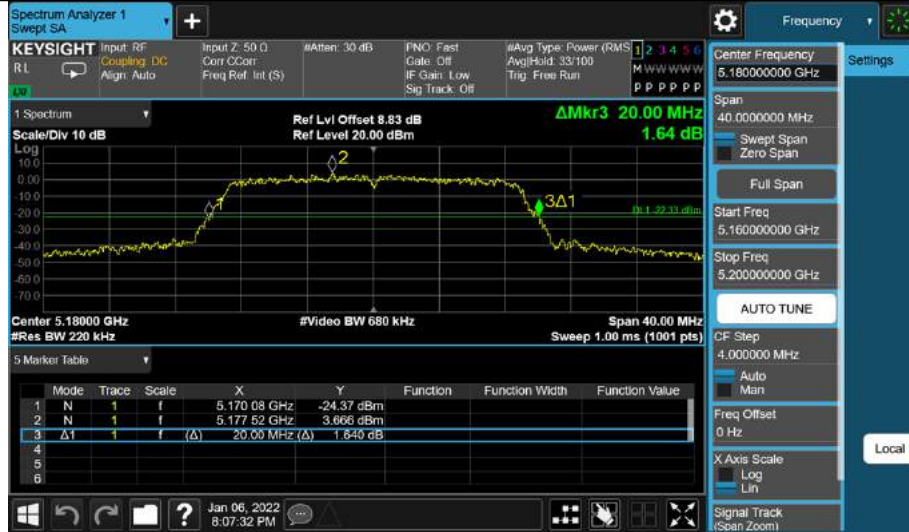 Spectrum Analyzer 1
Swept SA
+
Frequency
KEYSIGHT
RL
Input: RF
Coupling: DC
Align: Auto
Input Z: 50 Ω
Corr CCorr
Freq Ref: Int (S)
#Atten: 30 dB
PNO: Fast
Gate: Off
IF Gain: Low
Sig Track: Off
#Avg Type: Power (RMS
Avg|Hold: 33/100
Trig: Free Run
1 2 3 4 5 6
M W W W W W
P P P P P P
1 Spectrum
Scale/Div 10 dB
Ref Lvl Offset 8.83 dB
Ref Level 20.00 dBm
ΔMkr3 20.00 MHz
1.64 dB
Log
10.0
0.00
-10.0
-20.0
-30.0
-40.0
-50.0
-60.0
-70.0
2
1
3Δ1
DL1 -22.33 dBm
Center 5.18000 GHz
#Video BW 680 kHz
Span 40.00 MHz
#Res BW 220 kHz
Sweep 1.00 ms (1001 pts)
5 Marker Table
Mode Trace Scale X Y Function Function Width Function Value
1 N 1 f 5.170 08 GHz -24.37 dBm
2 N 1 f 5.177 52 GHz 3.666 dBm
3 Δ1 1 f (Δ) 20.00 MHz (Δ) 1.640 dB
4
5
6
?
Jan 06, 2022
8:07:32 PM
Center Frequency
5.180000000 GHz
Span
40.0000000 MHz
Swept Span
Zero Span
Full Span
Start Freq
5.160000000 GHz
Stop Freq
5.200000000 GHz
AUTO TUNE
CF Step
4.000000 MHz
Auto
Man
Freq Offset
0 Hz
X Axis Scale
Log
Lin
Signal Track
(Span Zoom)
Settings
Local